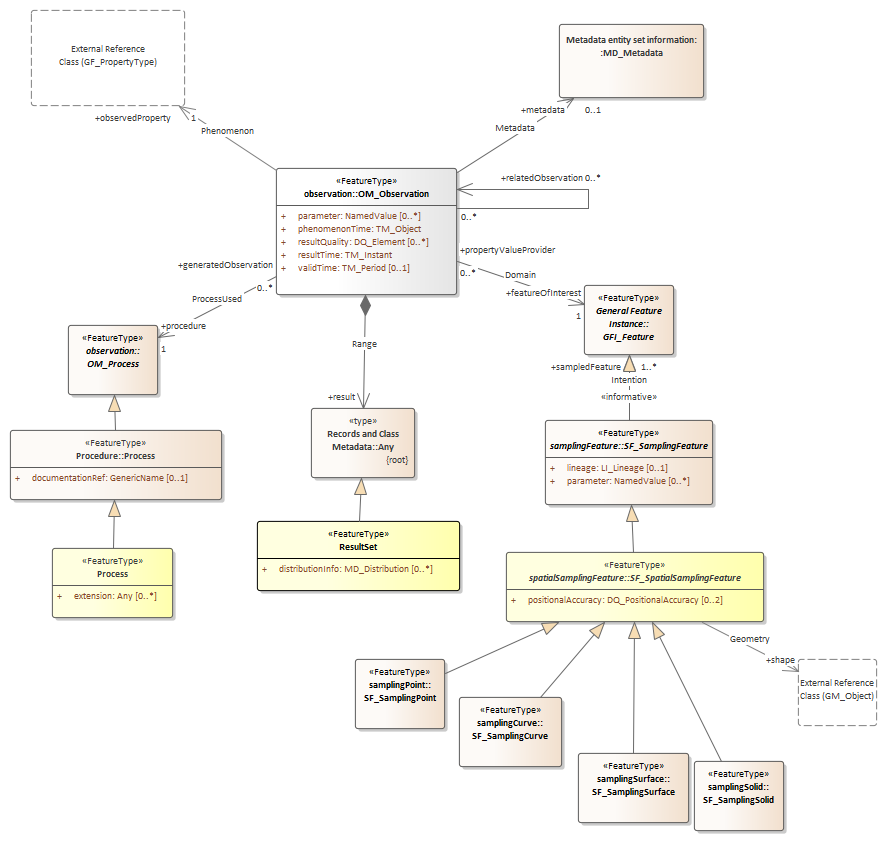 External Reference
Class (GF_PropertyType)
Metadata entity set information:
:MD_Metadata
+observedProperty
1
Phenomenon
+metadata
0..1
Metadata
«FeatureType»
observation::OM_Observation
+ parameter: NamedValue [0..*]
+ phenomenonTime: TM_Object
+ resultQuality: DQ_Element [0..*]
+ resultTime: TM_Instant
+ validTime: TM_Period [0..1]
+relatedObservation 0..*
0..*
+propertyValueProvider
0..*
Domain
+featureOfInterest
1
+generatedObservation
0..*
ProcessUsed
+procedure
1
«FeatureType»
General Feature
Instance::
GFI_Feature
«FeatureType»
observation::
OM_Process
Range
+result
+sampledFeature
1..*
Intention
«informative»
«type»
Records and Class
Metadata::Any
{root}
«FeatureType»
samplingFeature::SF_SamplingFeature
+ lineage: LI_Lineage [0..1]
+ parameter: NamedValue [0..*]
«FeatureType»
Procedure::Process
+ documentationRef: GenericName [0..1]
«FeatureType»
ResultSet
+ distributionInfo: MD_Distribution [0..*]
«FeatureType»
Process
+ extension: Any [0..*]
«FeatureType»
spatialSamplingFeature::SF_SpatialSamplingFeature
+ positionalAccuracy: DQ_PositionalAccuracy [0..2]
Geometry
+shape
External Reference
Class (GM_Object)
«FeatureType»
samplingPoint::
SF_SamplingPoint
«FeatureType»
samplingCurve::
SF_SamplingCurve
«FeatureType»
samplingSurface::
SF_SamplingSurface
«FeatureType»
samplingSolid::
SF_SamplingSolid